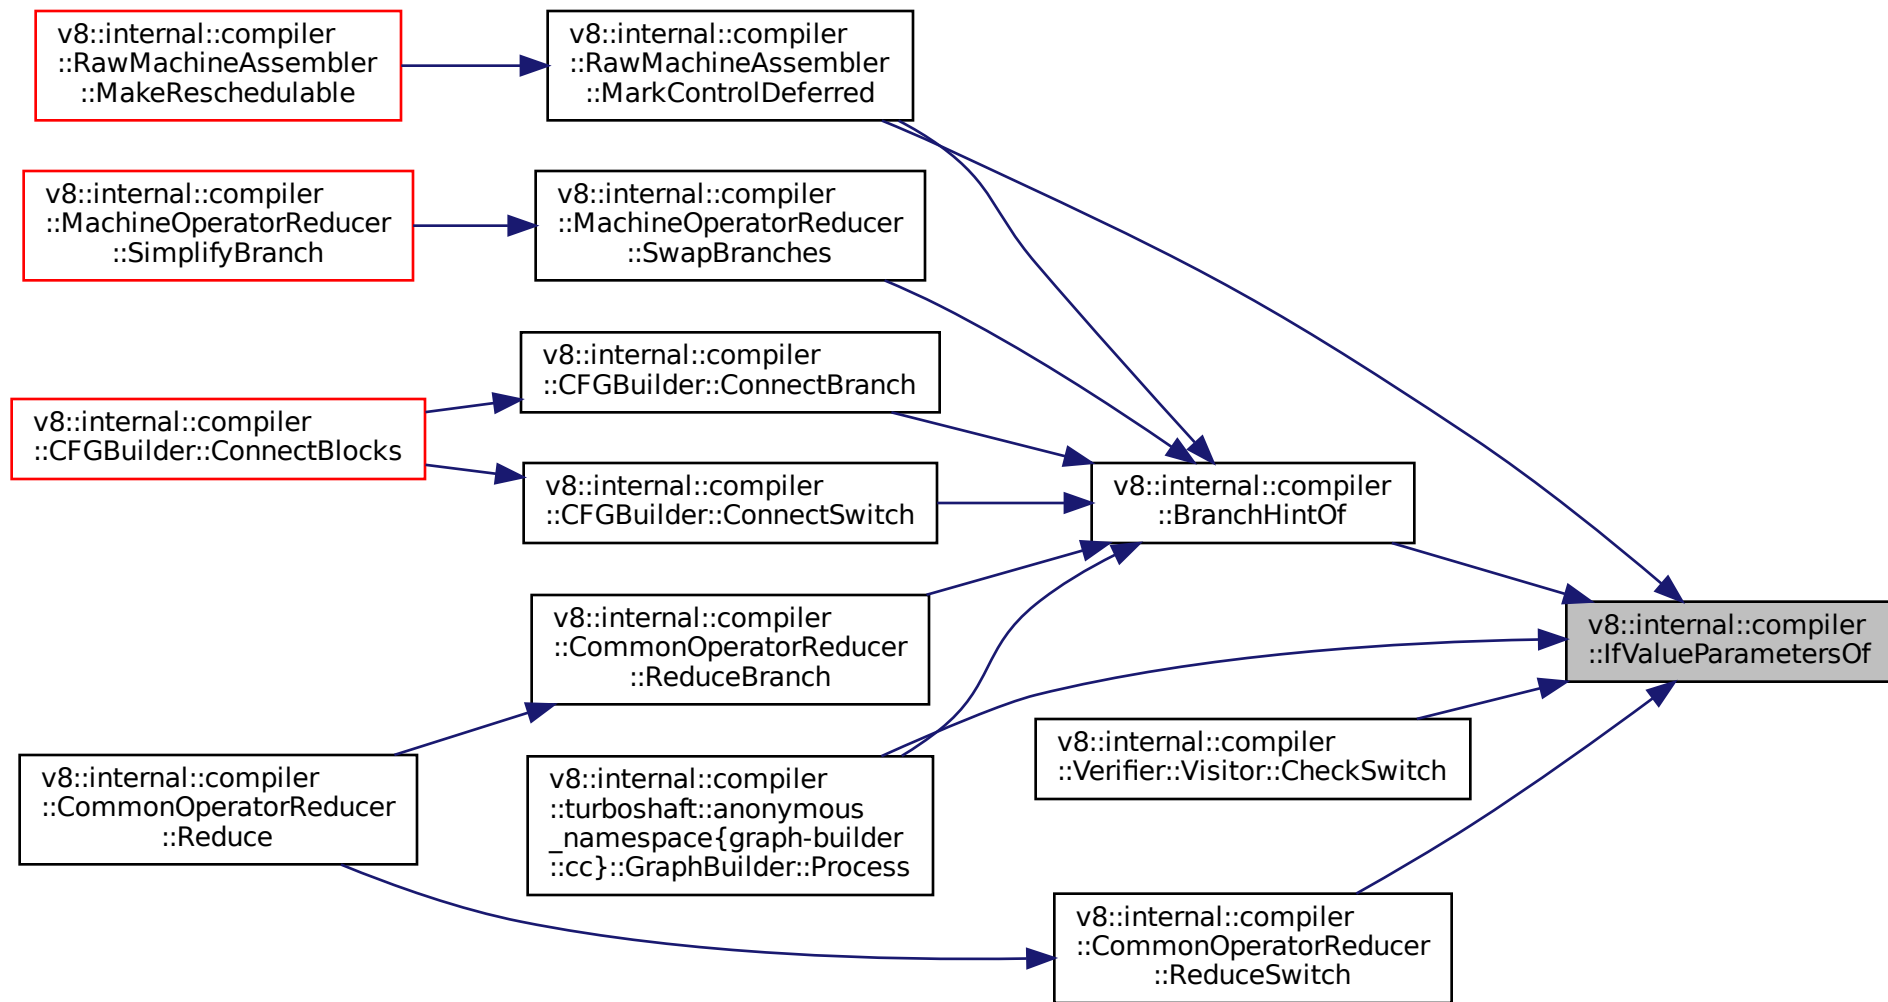 v8::internal::compiler
::RawMachineAssembler
::MakeReschedulable
v8::internal::compiler
::RawMachineAssembler
::MarkControlDeferred
v8::internal::compiler
::MachineOperatorReducer
::SimplifyBranch
v8::internal::compiler
::MachineOperatorReducer
::SwapBranches
v8::internal::compiler
::CFGBuilder::ConnectBranch
v8::internal::compiler
::CFGBuilder::ConnectBlocks
v8::internal::compiler
::CFGBuilder::ConnectSwitch
v8::internal::compiler
::BranchHintOf
v8::internal::compiler
::CommonOperatorReducer
::ReduceBranch
v8::internal::compiler
::IfValueParametersOf
v8::internal::compiler
::Verifier::Visitor::CheckSwitch
v8::internal::compiler
::CommonOperatorReducer
::Reduce
v8::internal::compiler
::turboshaft::anonymous
_namespace{graph-builder
::cc}::GraphBuilder::Process
v8::internal::compiler
::CommonOperatorReducer
::ReduceSwitch